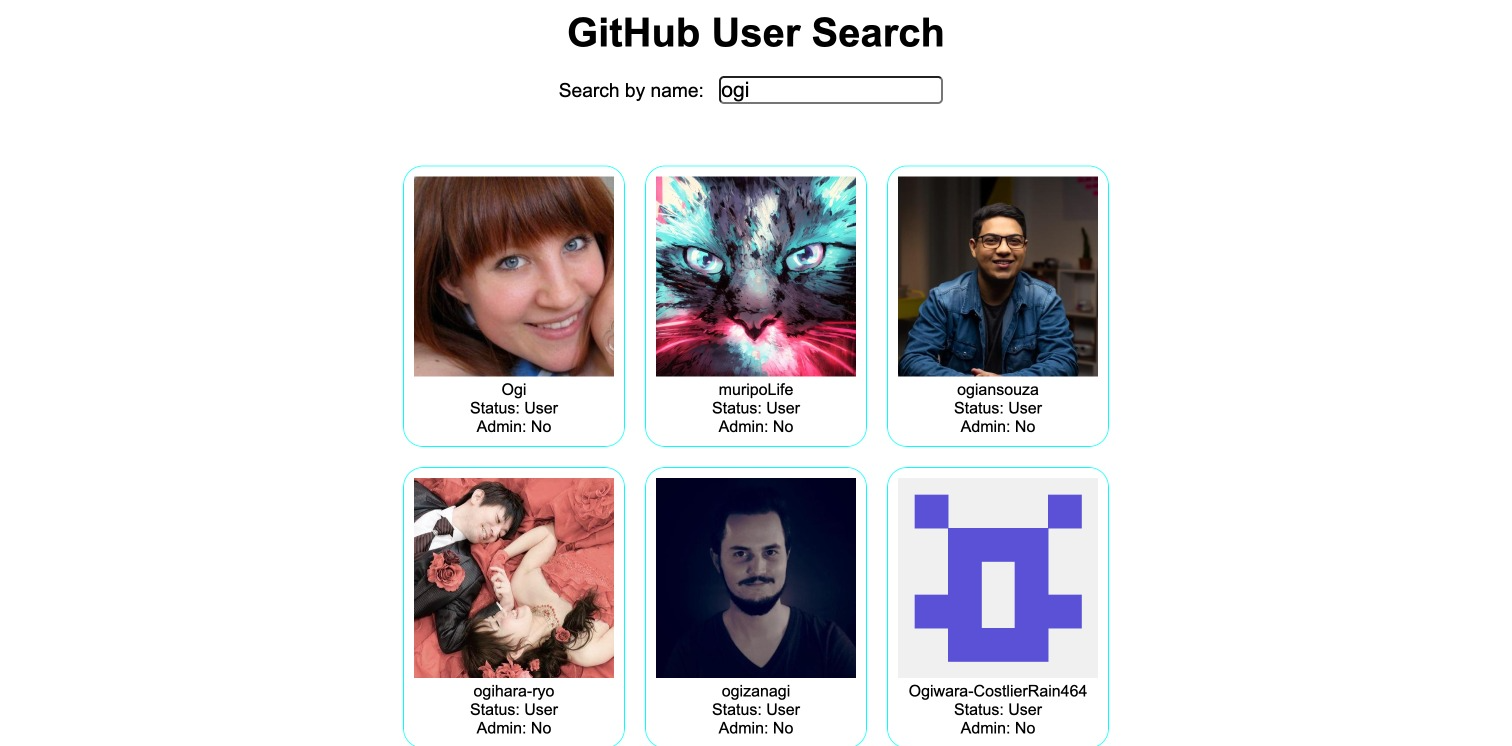 GitHub User Search
Search by name: ogi
Ogi
Status: User
Admin: No
muripoLife
Status: User
Admin: No
ogiansouza
Status: User
Admin: No
ogihara-ryo
Status: User
Admin: No
ogizanagi
Status: User
Admin: No
Ogiwara-CostlierRain464
Status: User
Admin: No